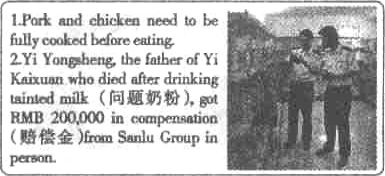 1.Pork and chicken need to be
fully cooked before eating.
2.Yi Yongsheng, the father of Yi
Kaixuan who died after drinking
tainted milk (问题奶粉), got
RMB 200,000 in compensation
(赔偿金)from Sanlu Group in
person.